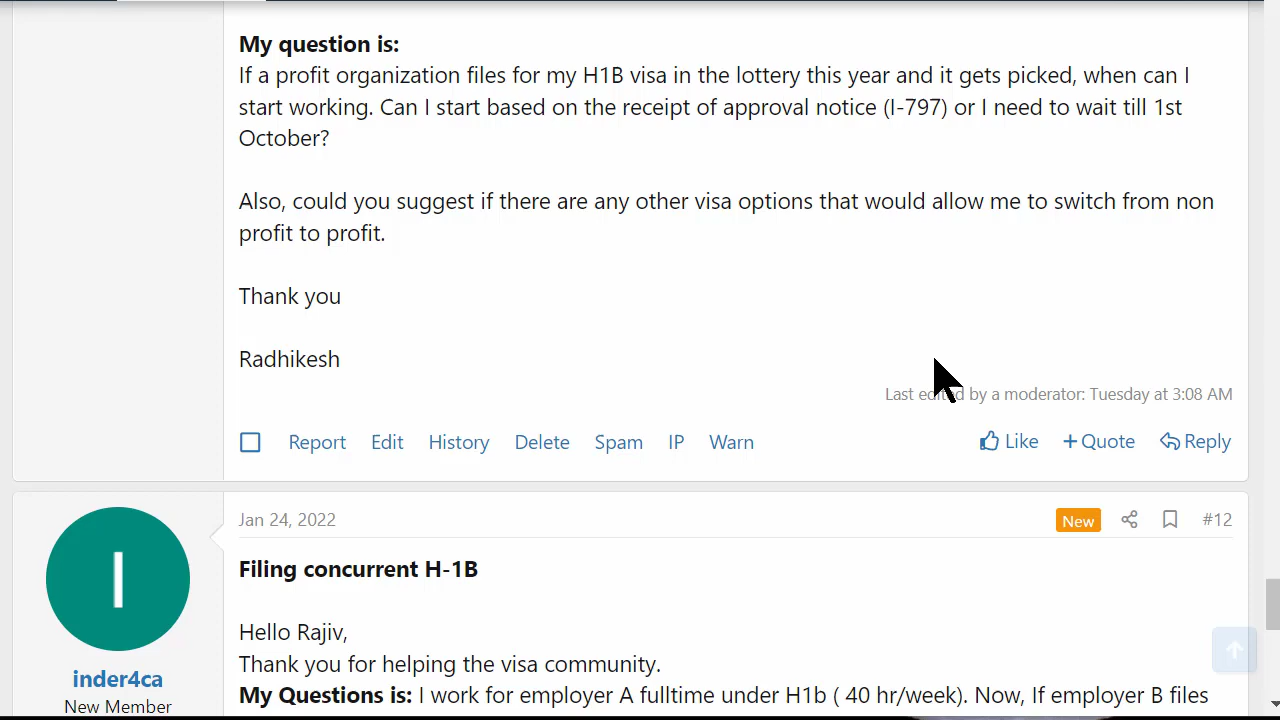 My question is:
If a profit organization files for my H1B visa in the lottery this year and it gets picked, when can I
start working. Can I start based on the receipt of approval notice (I-797) or I need to wait till 1st
October?
Also, could you suggest if there are any other visa options that would allow me to switch from non
profit to profit.
Thank you
Radhikesh
Last edited by a moderator: Tuesday at 3:08 AM
Report Edit History Delete Spam IP Warn Like +Quote Reply
Jan 24, 2022 New #12
I
Filing concurrent H-1B
Hello Rajiv,
Thank you for helping the visa community.
inder4ca
My Questions is: I work for employer A fulltime under H1b ( 40 hr/week). Now, If employer B files
New Member